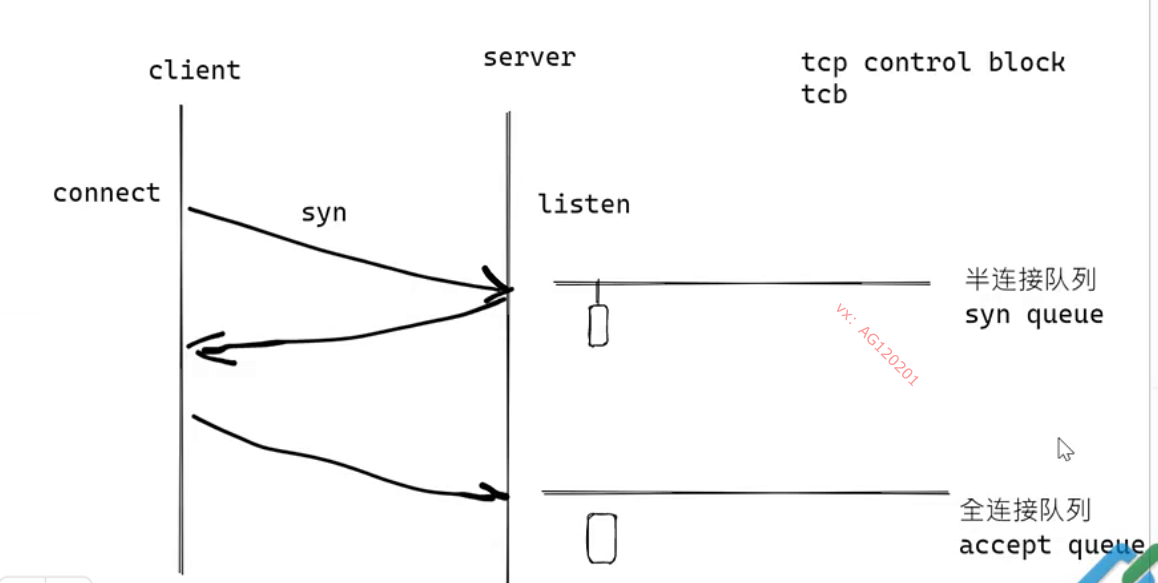 client
server
tcp control block
tcb
connect
syn
listen
半连接队列
syn queue
vx: AG120201
全连接队列
accept queue